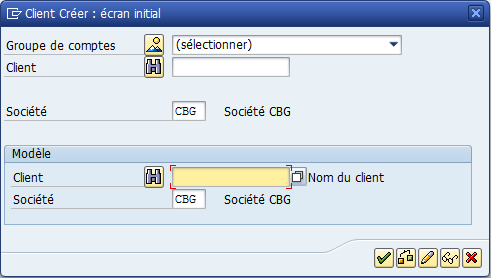 Client Créer : écran initial
Groupe de comptes (sélectionner)
Client
Société CBG Société CBG
Modèle
Client Nom du client
Société CBG Société CBG